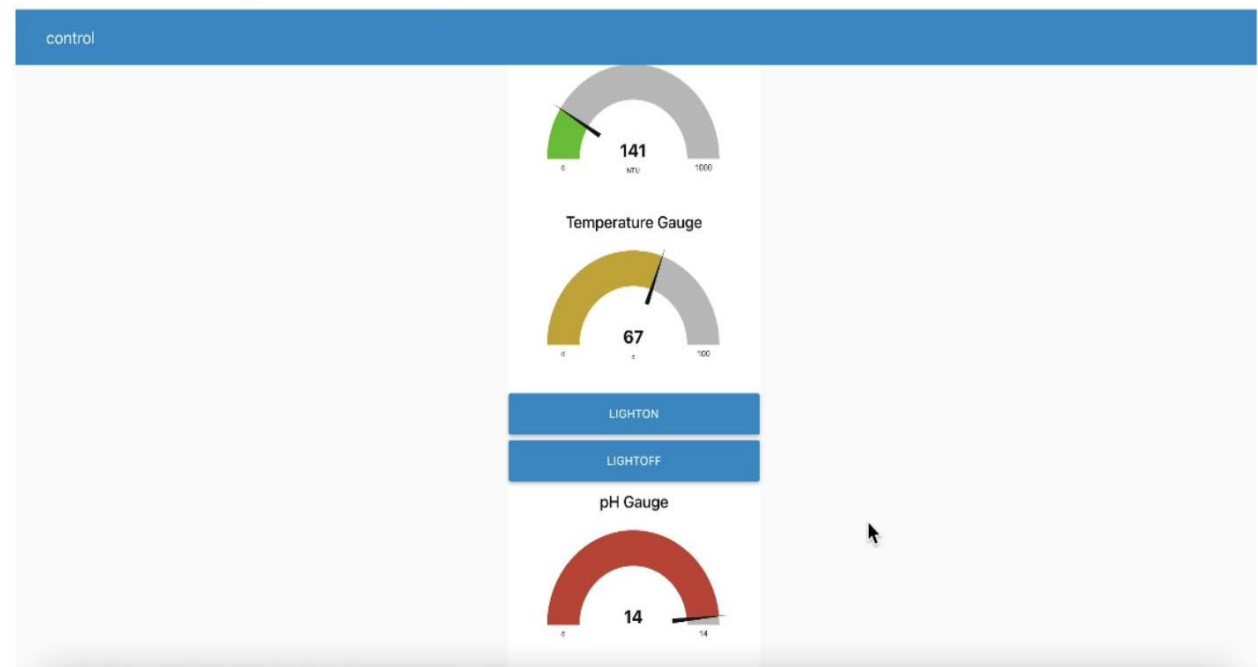 control
141
0 NTU 1000
Temperature Gauge
67
0 c 100
LIGHTON
LIGHTOFF
pH Gauge
14
0 14